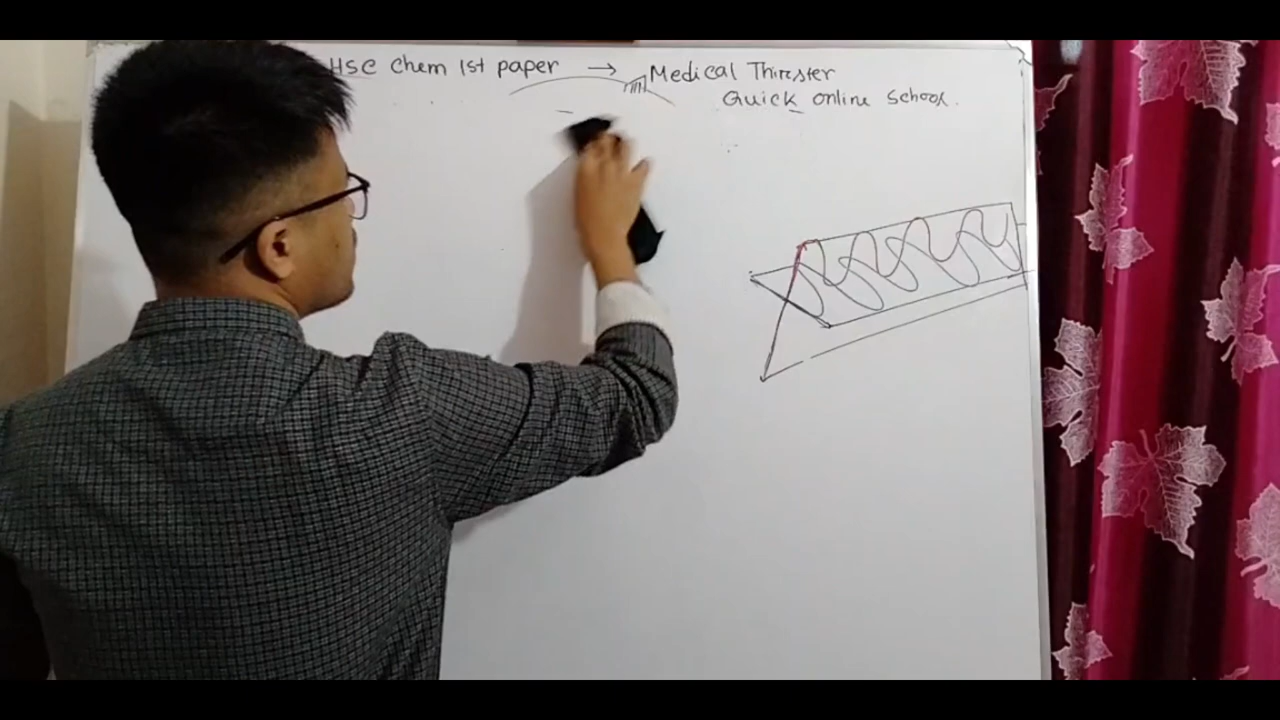 HSC Chem 1st paper → Medical Thirster
Quick online School.